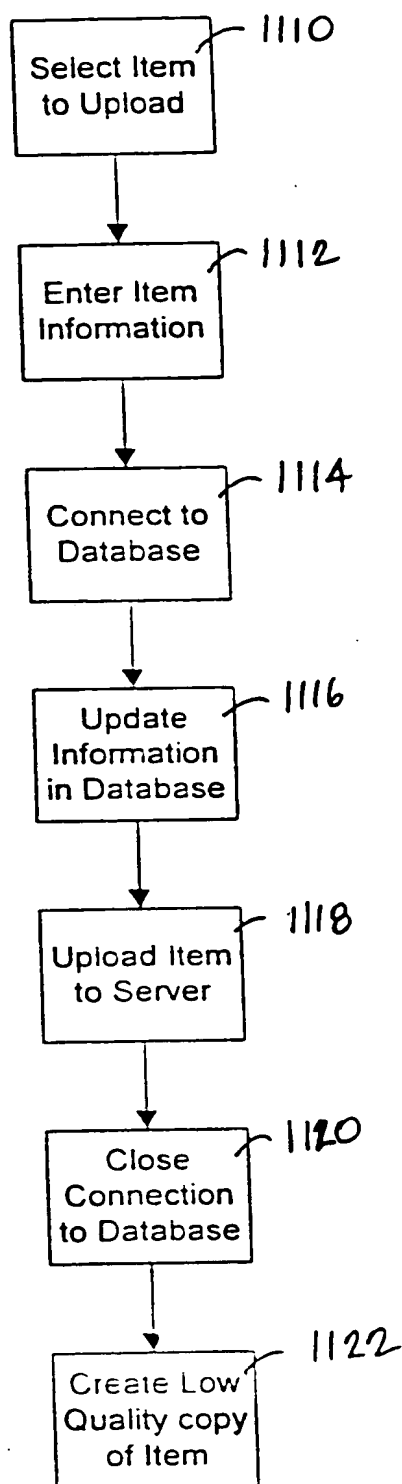 1110
Select Item
to Upload
1112
Enter Item
Information
1114
Connect to
Database
1116
Update
Information
in Database
1118
Upload Item
to Server
1120
Close
Connection
to Database
1122
Create Low
Quality copy
of Item